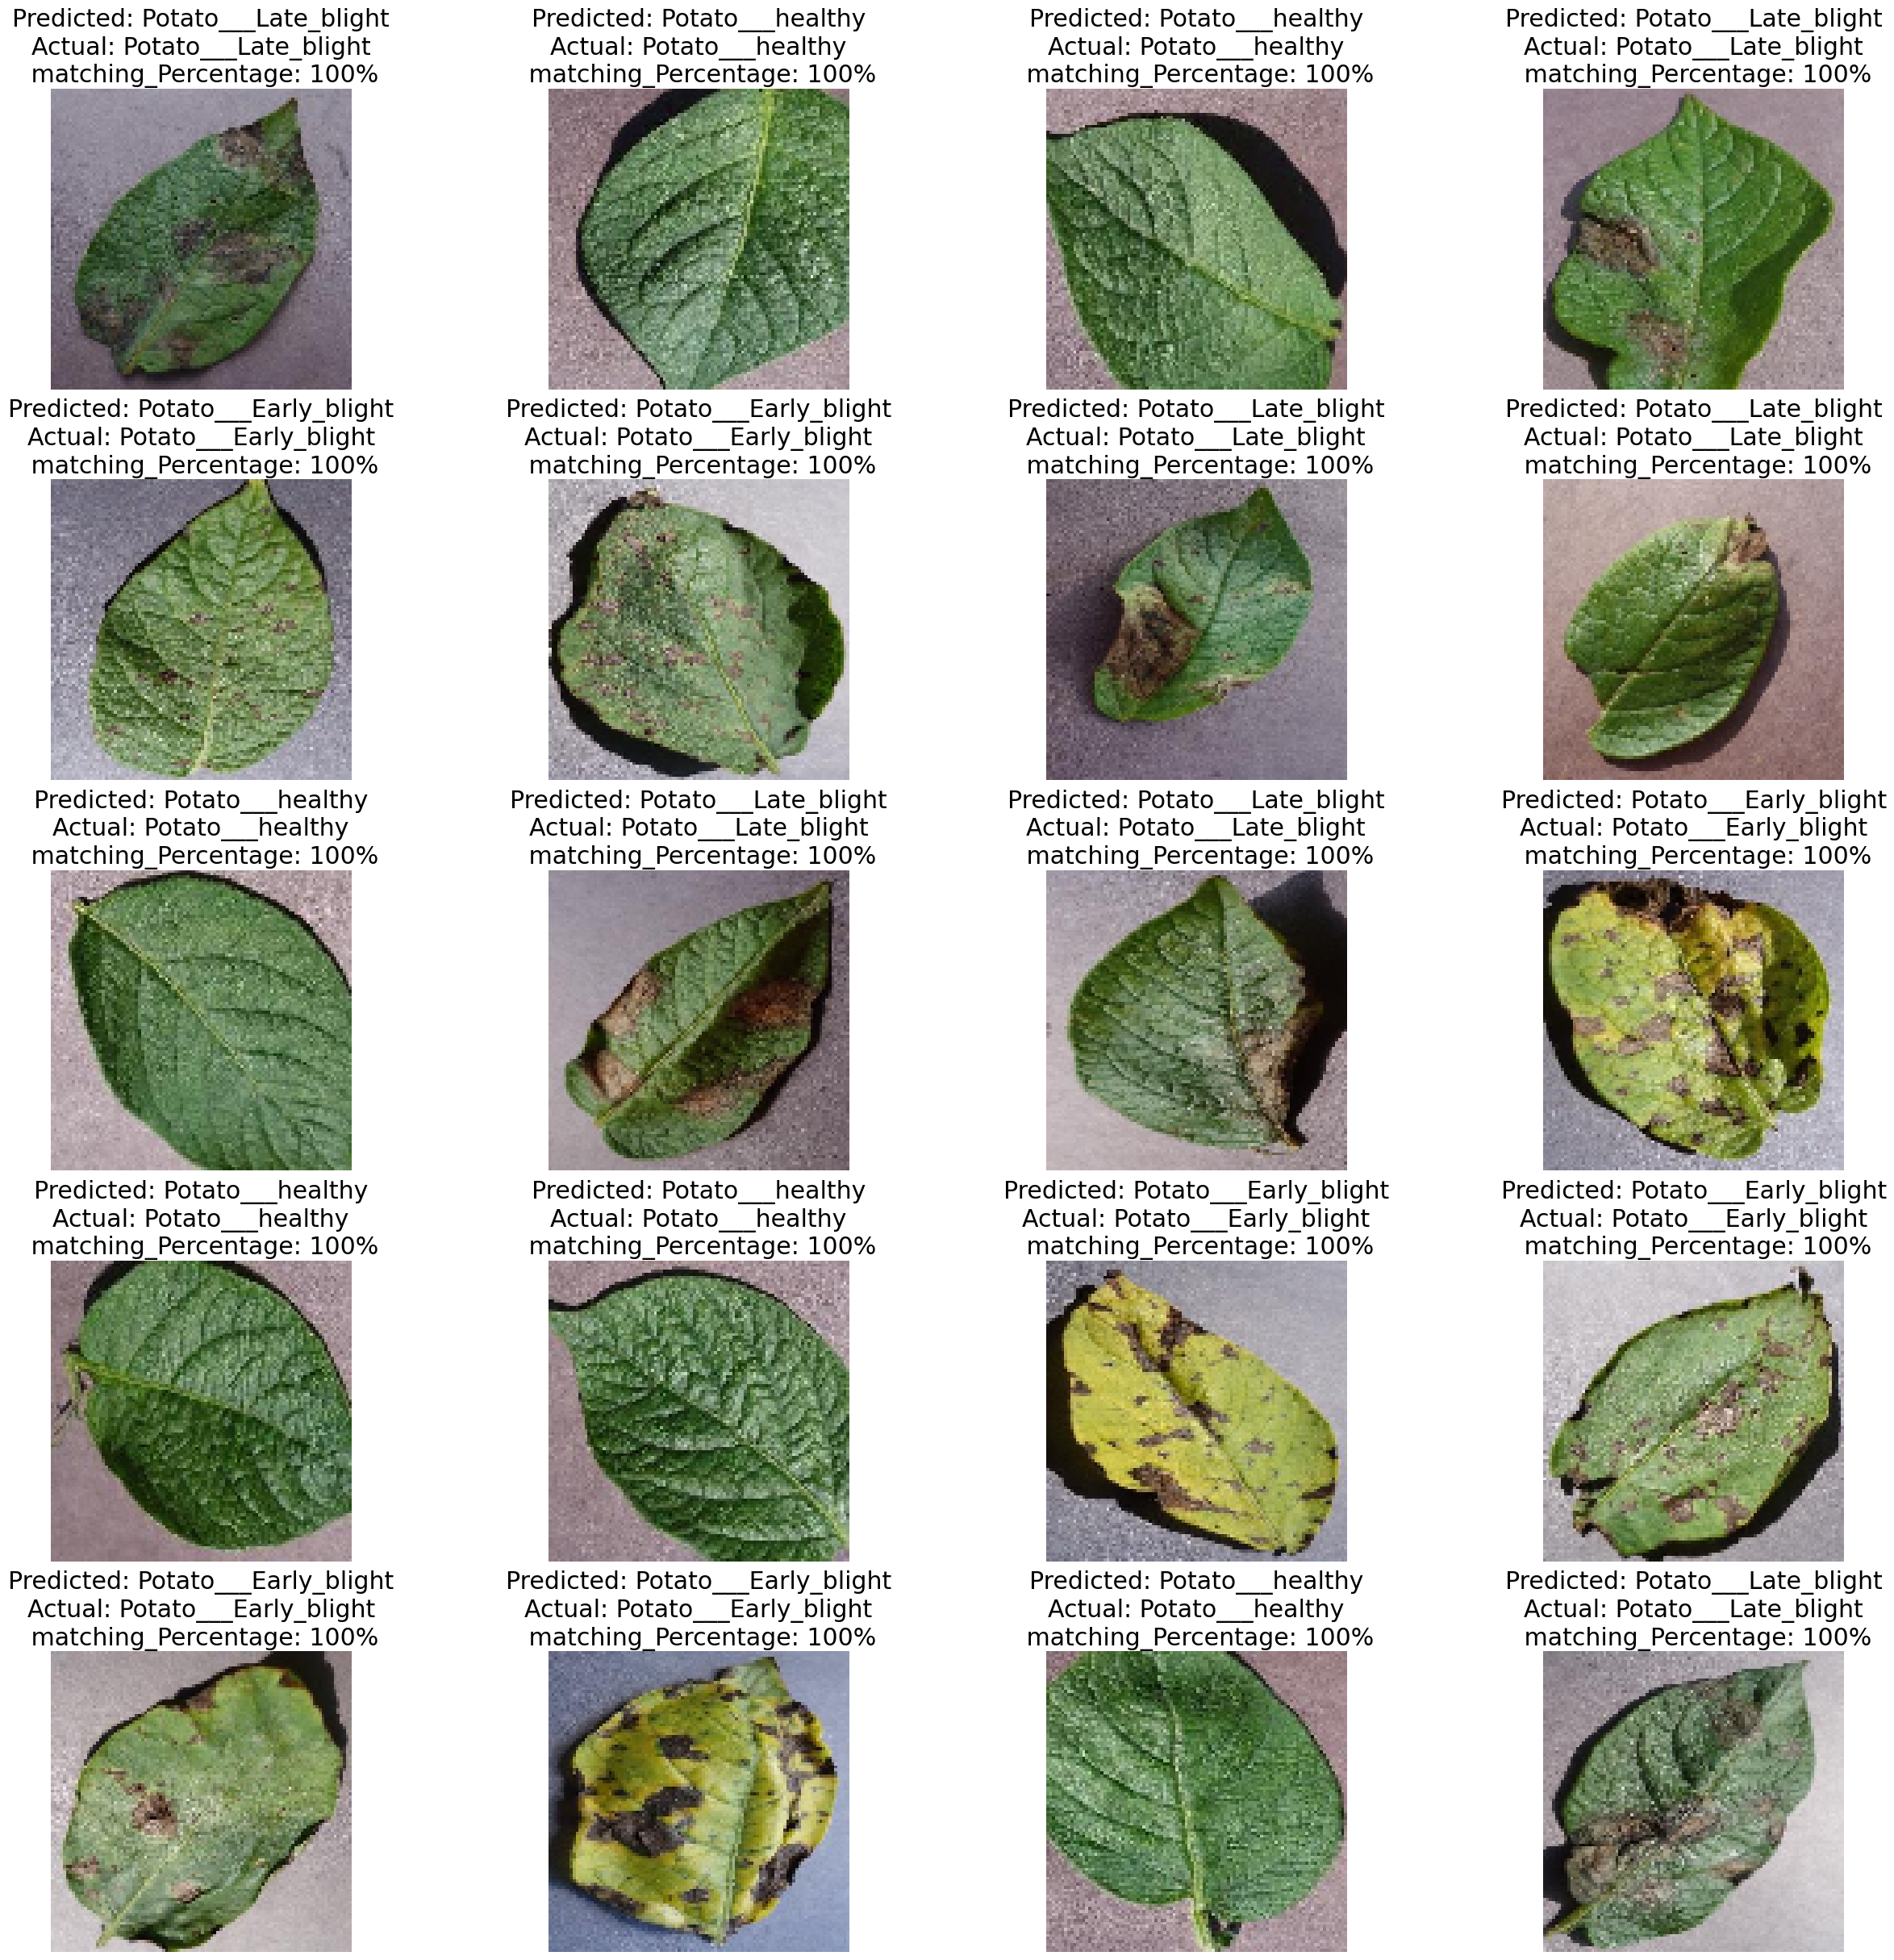 Predicted: Potato___Late_blight
Actual: Potato___Late_blight
matching_Percentage: 100%
Predicted: Potato___healthy
Actual: Potato___healthy
matching_Percentage: 100%
Predicted: Potato___healthy
Actual: Potato___healthy
matching_Percentage: 100%
Predicted: Potato___Late_blight
Actual: Potato___Late_blight
matching_Percentage: 100%
Predicted: Potato___Early_blight
Actual: Potato___Early_blight
matching_Percentage: 100%
Predicted: Potato___Early_blight
Actual: Potato___Early_blight
matching_Percentage: 100%
Predicted: Potato___Late_blight
Actual: Potato___Late_blight
matching_Percentage: 100%
Predicted: Potato___Late_blight
Actual: Potato___Late_blight
matching_Percentage: 100%
Predicted: Potato___healthy
Actual: Potato___healthy
matching_Percentage: 100%
Predicted: Potato___Late_blight
Actual: Potato___Late_blight
matching_Percentage: 100%
Predicted: Potato___Late_blight
Actual: Potato___Late_blight
matching_Percentage: 100%
Predicted: Potato___Early_blight
Actual: Potato___Early_blight
matching_Percentage: 100%
Predicted: Potato___healthy
Actual: Potato___healthy
matching_Percentage: 100%
Predicted: Potato___healthy
Actual: Potato___healthy
matching_Percentage: 100%
Predicted: Potato___Early_blight
Actual: Potato___Early_blight
matching_Percentage: 100%
Predicted: Potato___Early_blight
Actual: Potato___Early_blight
matching_Percentage: 100%
Predicted: Potato___Early_blight
Actual: Potato___Early_blight
matching_Percentage: 100%
Predicted: Potato___Early_blight
Actual: Potato___Early_blight
matching_Percentage: 100%
Predicted: Potato___healthy
Actual: Potato___healthy
matching_Percentage: 100%
Predicted: Potato___Late_blight
Actual: Potato___Late_blight
matching_Percentage: 100%